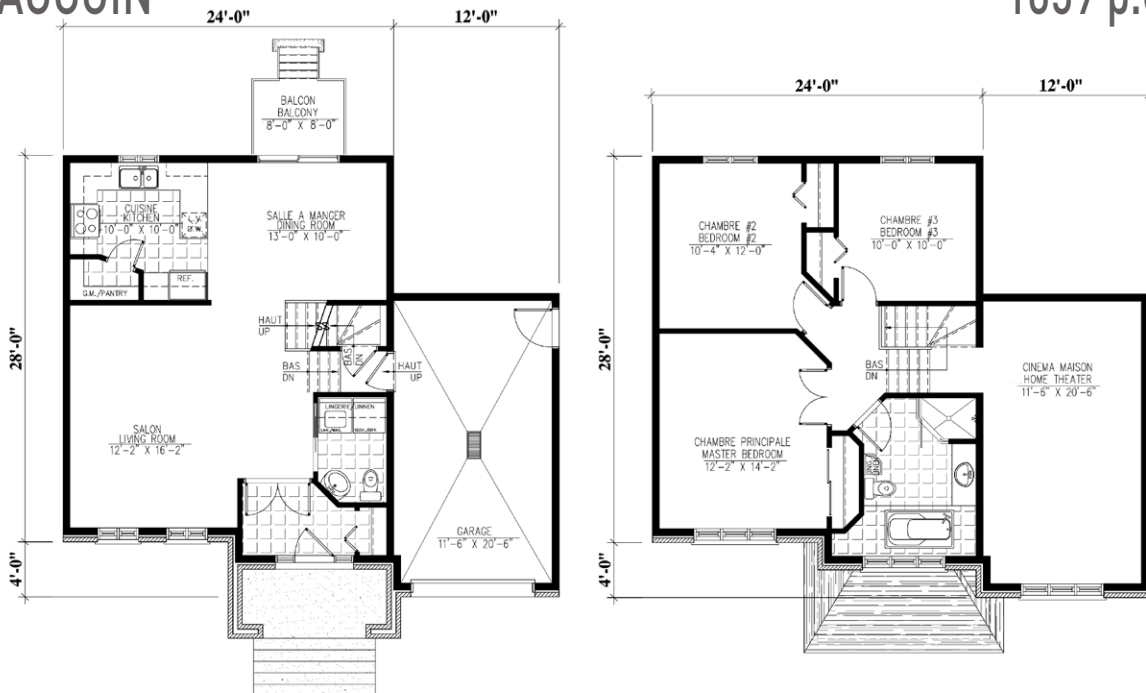 24'-0"
12'-0"
BALCON
BALCONY
8'-0" X 8'-0"
CUISINE
KITCHEN
10'-0" X 10'-0"
SALLE A MANGER
DINING ROOM
13'-0" X 10'-0"
REF.
G.M./PANTRY
28'-0"
HAUT
UP
BAS
DN
BAS
DN
HAUT
UP
LINGERIE/LINNEN
SALON
LIVING ROOM
12'-2" X 16'-2"
GARAGE
11'-6" X 20'-6"
4'-0"
24'-0"
12'-0"
CHAMBRE #2
BEDROOM #2
10'-4" X 12'-0"
CHAMBRE #3
BEDROOM #3
10'-0" X 10'-0"
28'-0"
BAS
DN
CINEMA MAISON
HOME THEATER
11'-6" X 20'-6"
CHAMBRE PRINCIPALE
MASTER BEDROOM
12'-2" X 14'-2"
LING
4'-0"